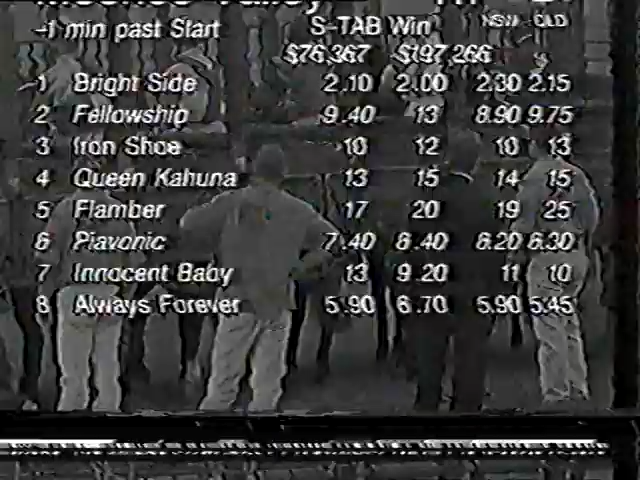 -1 min past Start S-TAB Win NSW QLD
$76,367 $197,266
1 Bright Side 2.10 2.00 2.30 2.15
2 Fellowship 9.40 13 8.90 9.75
3 Iron Shoe 10 12 10 13
4 Queen Kahuna 13 15 14 15
5 Flamber 17 20 19 25
6 Piavonic 7.40 6.40 6.20 6.30
7 Innocent Baby 13 9.20 11 10
8 Always Forever 5.90 6.70 5.90 5.45